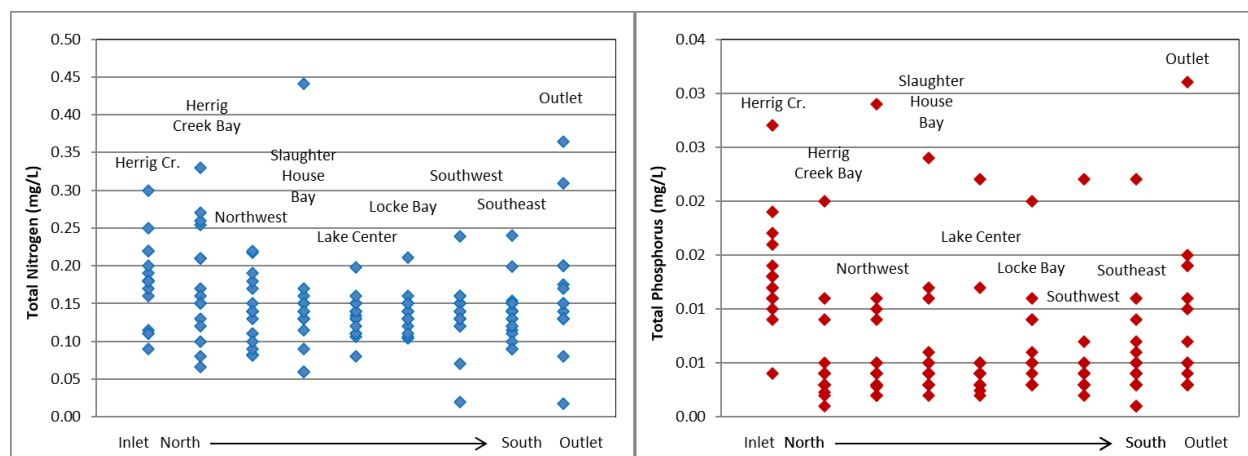 0.50
0.45
0.40
0.35
0.30
0.25
0.20
0.15
0.10
0.05
0.00
Total Nitrogen (mg/L)
Herrig Cr.
Herrig
Creek Bay
Northwest
Slaughter
House
Bay
Lake Center
Locke Bay
Southwest
Southeast
Outlet
Inlet North South Outlet
0.04
0.03
0.03
0.02
0.02
0.01
0.01
0.00
Total Phosphorus (mg/L)
Herrig Cr.
Herrig
Creek Bay
Northwest
Slaughter
House
Bay
Lake Center
Locke Bay
Southwest
Southeast
Outlet
Inlet North South Outlet